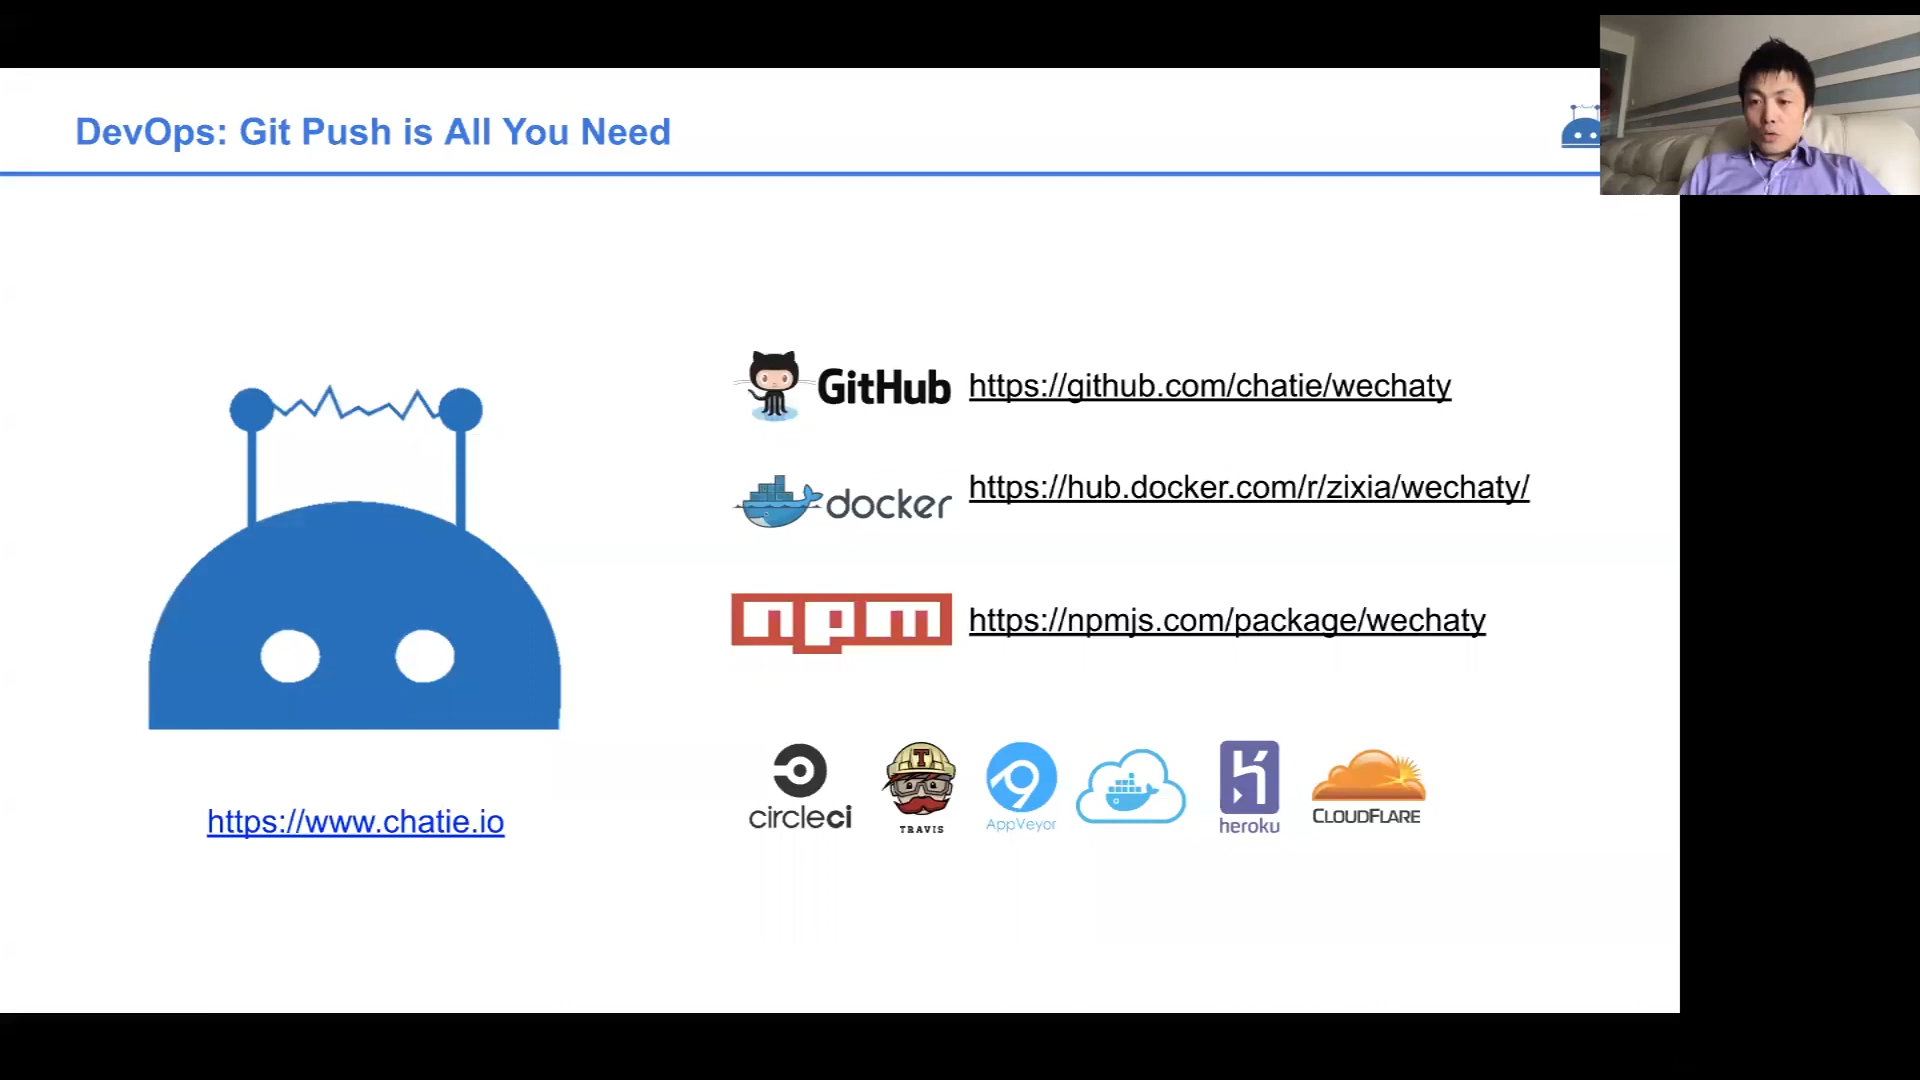 DevOps: Git Push is All You Need
GitHub https://github.com/chatie/wechaty
docker https://hub.docker.com/r/zixia/wechaty/
npm https://npmjs.com/package/wechaty
circleci
T
TRAVIS
AppVeyor
heroku
CLOUDFLARE
https://www.chatie.io